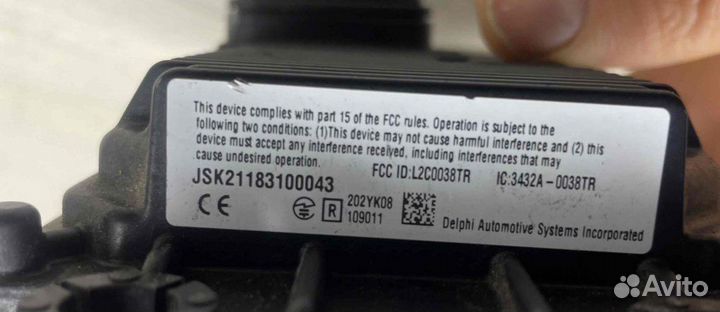 This device complies with part 15 of the FCC rules. Operation is subject to the
following two conditions: (1)This device may not cause harmful interference and (2) this
device must accept any interference received, including interferences that may
cause undesired operation.
FCC ID:L2C0038TR IC:3432A-0038TR
JSK21183100043
CE R 202YK08
109011
Delphi Automotive Systems Incorporated
Avito